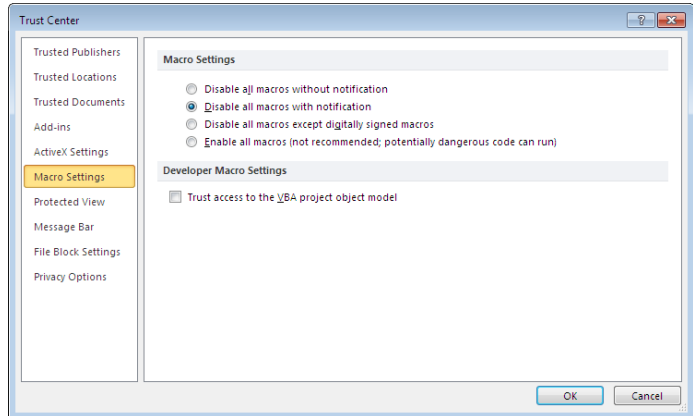 Trust Center
Trusted Publishers
Trusted Locations
Trusted Documents
Add-ins
ActiveX Settings
Macro Settings
Protected View
Message Bar
File Block Settings
Privacy Options
Macro Settings
Disable all macros without notification
Disable all macros with notification
Disable all macros except digitally signed macros
Enable all macros (not recommended; potentially dangerous code can run)
Developer Macro Settings
Trust access to the VBA project object model
OK
Cancel